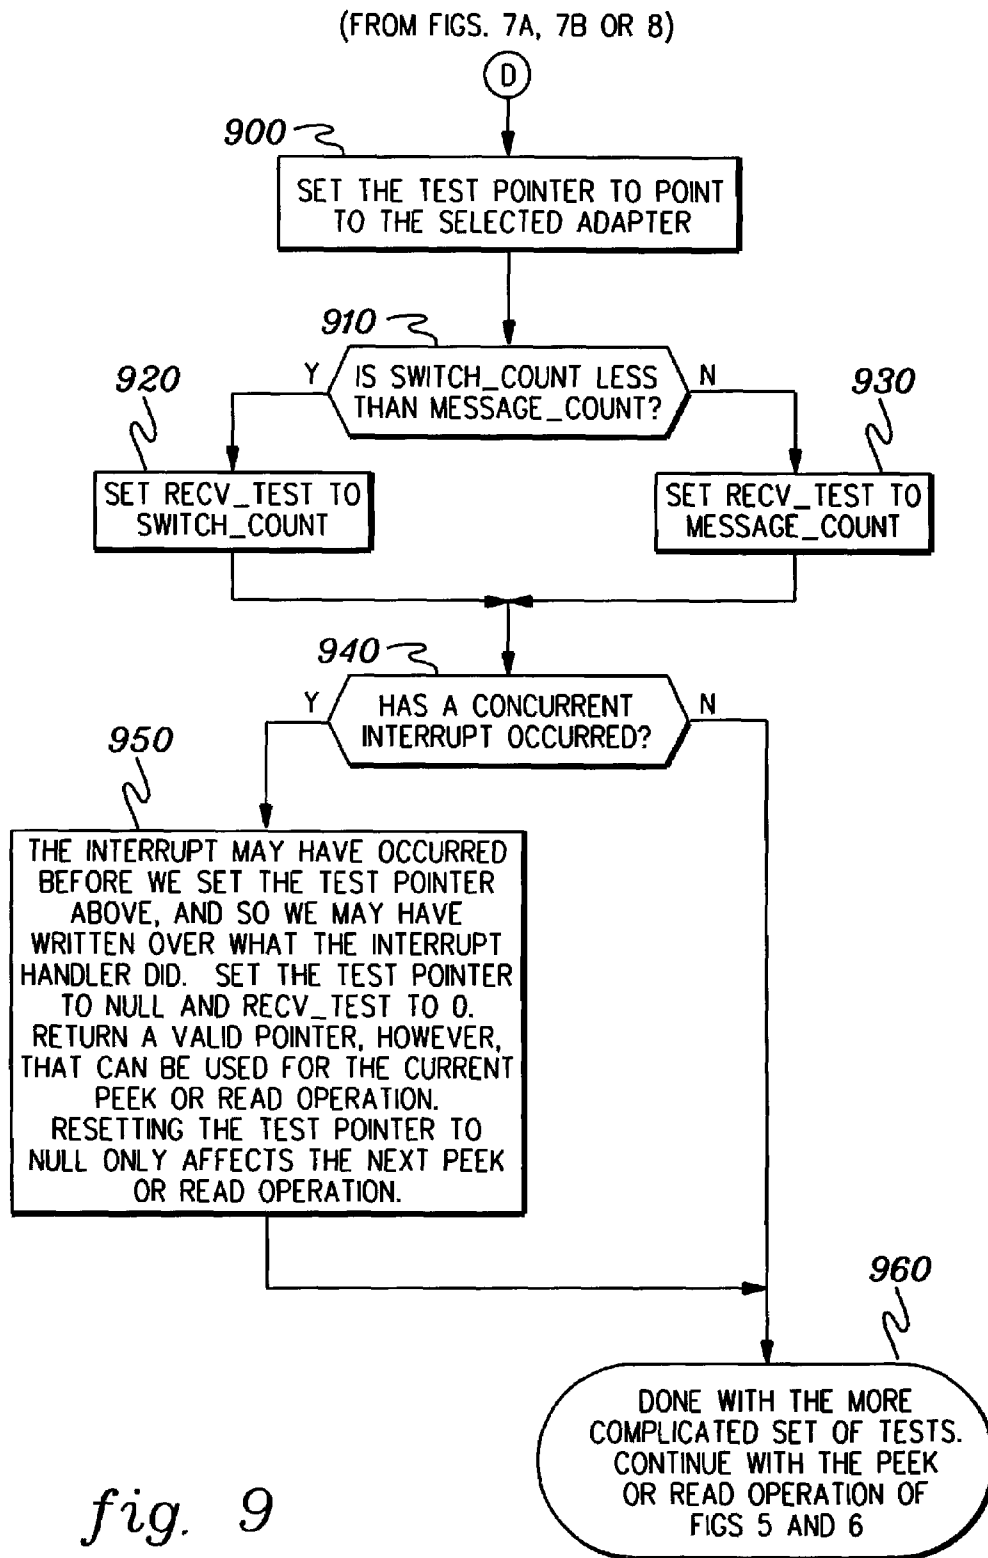 (FROM FIGS. 7A, 7B OR 8)
D
900
SET THE TEST POINTER TO POINT
TO THE SELECTED ADAPTER
910
Y
IS SWITCH_COUNT LESS
THAN MESSAGE_COUNT?
N
920
930
SET RECV_TEST TO
SWITCH_COUNT
SET RECV_TEST TO
MESSAGE_COUNT
940
Y
HAS A CONCURRENT
INTERRUPT OCCURRED?
N
950
THE INTERRUPT MAY HAVE OCCURRED
BEFORE WE SET THE TEST POINTER
ABOVE, AND SO WE MAY HAVE
WRITTEN OVER WHAT THE INTERRUPT
HANDLER DID. SET THE TEST POINTER
TO NULL AND RECV_TEST TO 0.
RETURN A VALID POINTER, HOWEVER,
THAT CAN BE USED FOR THE CURRENT
PEEK OR READ OPERATION.
RESETTING THE TEST POINTER TO
NULL ONLY AFFECTS THE NEXT PEEK
OR READ OPERATION.
960
DONE WITH THE MORE
COMPLICATED SET OF TESTS.
CONTINUE WITH THE PEEK
OR READ OPERATION OF
FIGS 5 AND 6
fig. 9